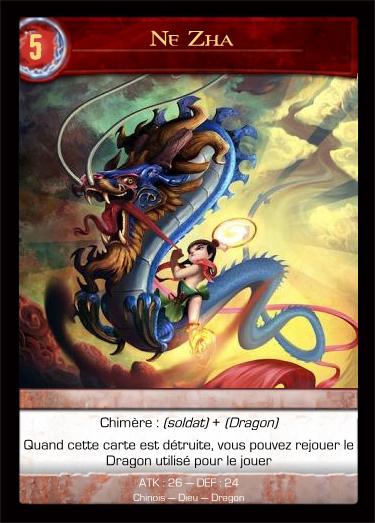 5
Ne Zha
Chimère : (soldat) + (Dragon)
Quand cette carte est détruite, vous pouvez rejouer le
Dragon utilisé pour le jouer
ATK : 26 – DEF : 24
Chinois – Dieu – Dragon